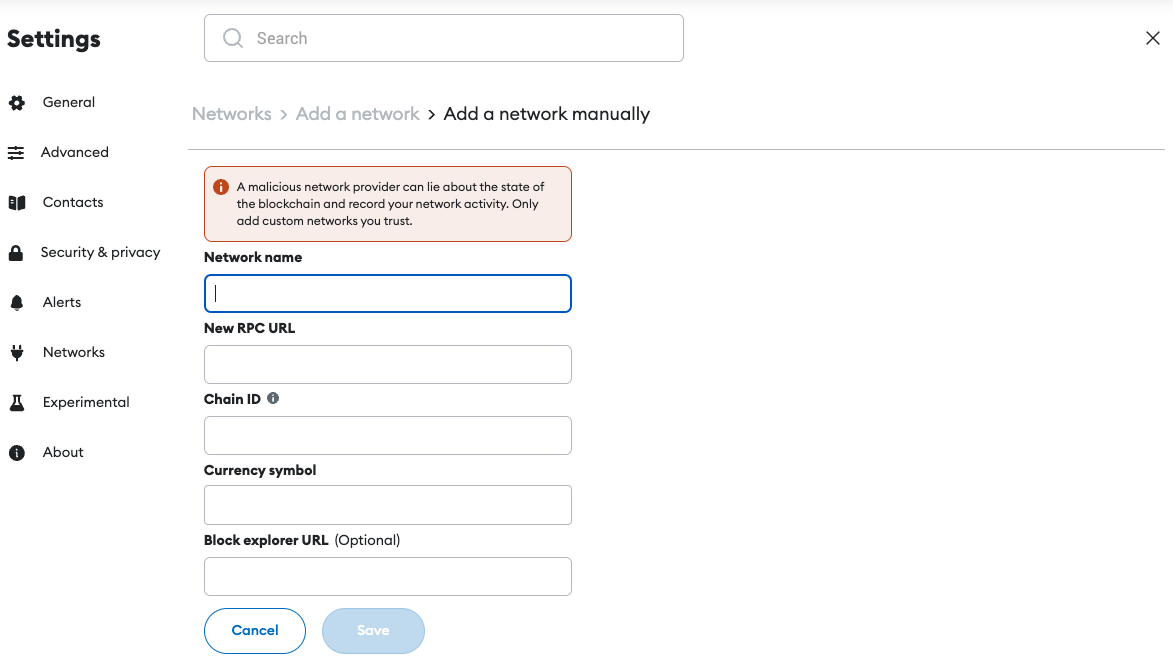 Settings
Search
General
Advanced
Contacts
Security & privacy
Alerts
Networks
Experimental
About
Networks > Add a network > Add a network manually
A malicious network provider can lie about the state of
the blockchain and record your network activity. Only
add custom networks you trust.
Network name
New RPC URL
Chain ID
Currency symbol
Block explorer URL (Optional)
Cancel
Save